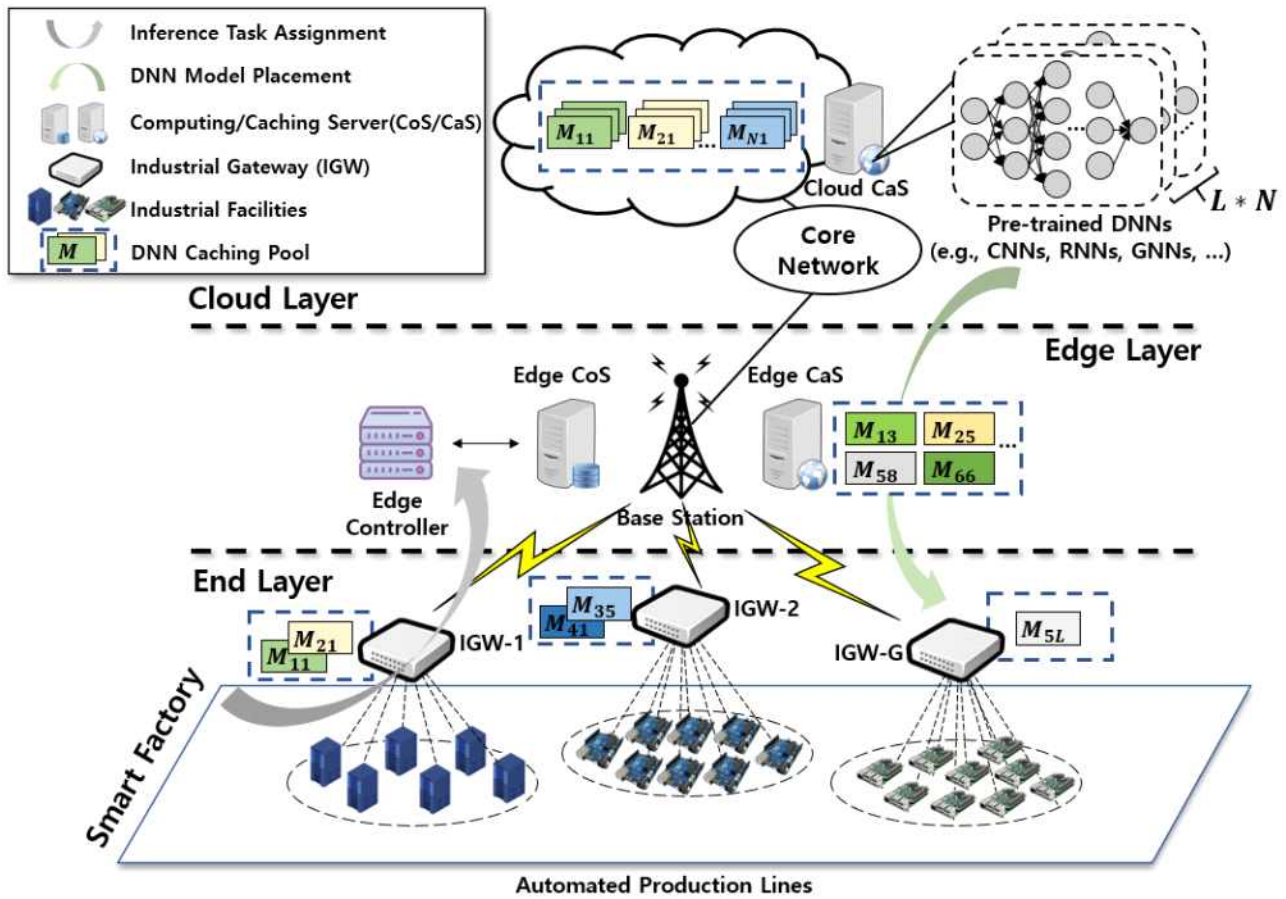 Inference Task Assignment
DNN Model Placement
Computing/Caching Server(CoS/CaS)
Industrial Gateway (IGW)
Industrial Facilities
M
DNN Caching Pool
M11
M21
...
MN1
Cloud CaS
...
L * N
Pre-trained DNNs
(e.g., CNNs, RNNs, GNNs, ...)
Core
Network
Cloud Layer
Edge Layer
Edge CoS
Edge CaS
M13
M25
...
M58
M66
Edge
Controller
Base Station
End Layer
M21
M11
IGW-1
M35
M41
IGW-2
IGW-G
M5L
Smart Factory
Automated Production Lines